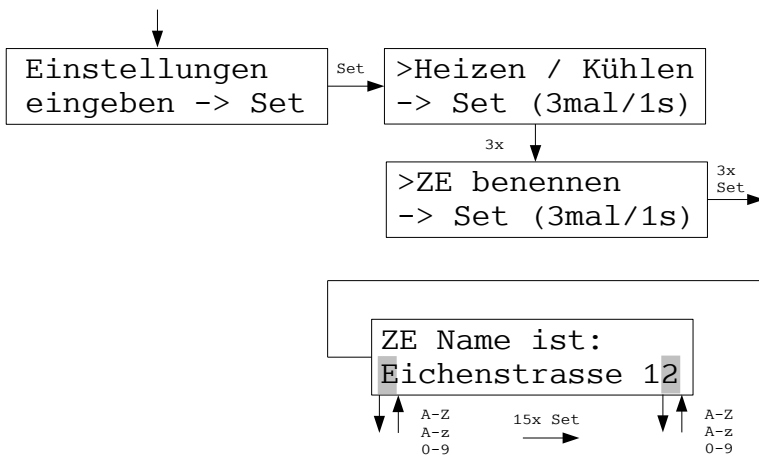 Einstellungen
eingeben -> Set
Set
>Heizen / Kühlen
-> Set (3mal/1s)
3x
>ZE benennen
-> Set (3mal/1s)
3x
Set
ZE Name ist:
Eichenstrasse 12
A-Z
A-z
0-9
15x Set
A-Z
A-z
0-9